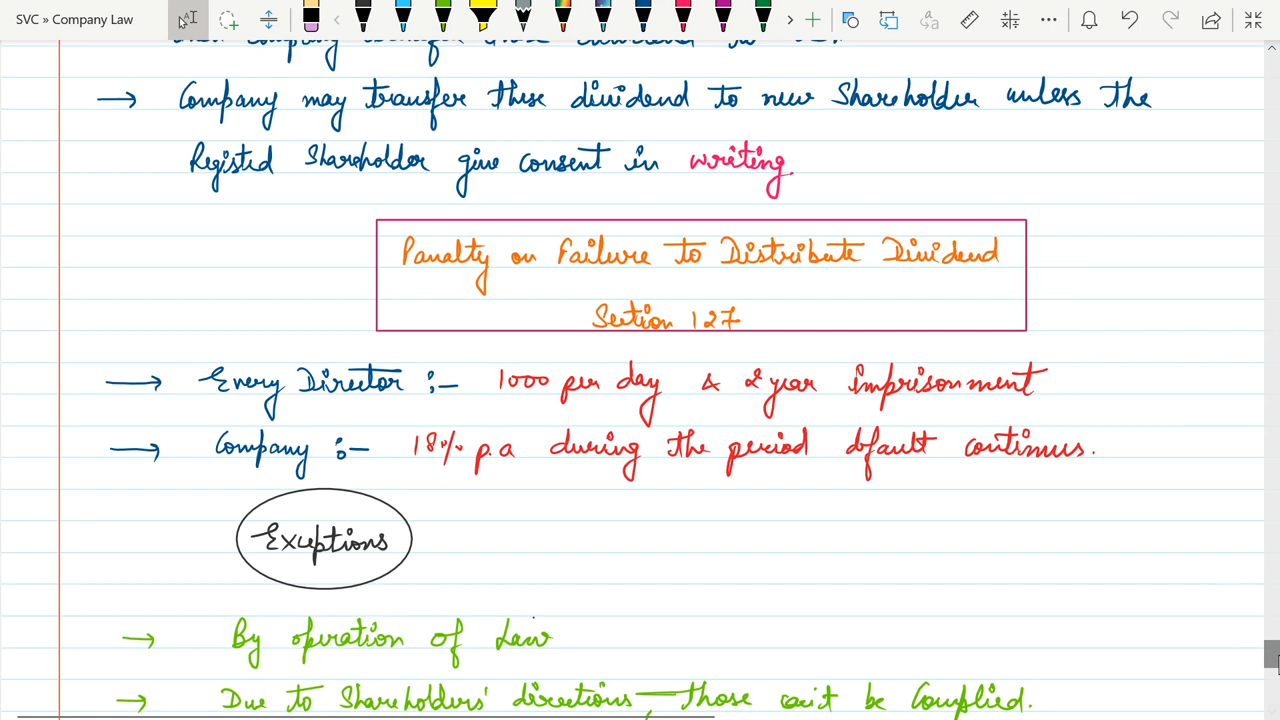 SVC » Company Law
→ Company may transfer these dividend to new Shareholder unless the
Registed Shareholder give consent in writing.
Panalty on Failure to Distribute Dividend
Section 127
→ Every Director :- 1000 per day & 2 year imprisonment
→ Company :- 18% p.a during the period dfault continus.
Exceptions
→ By operation of Law
→ Due to Shareholders' directions, those can't be Complied.